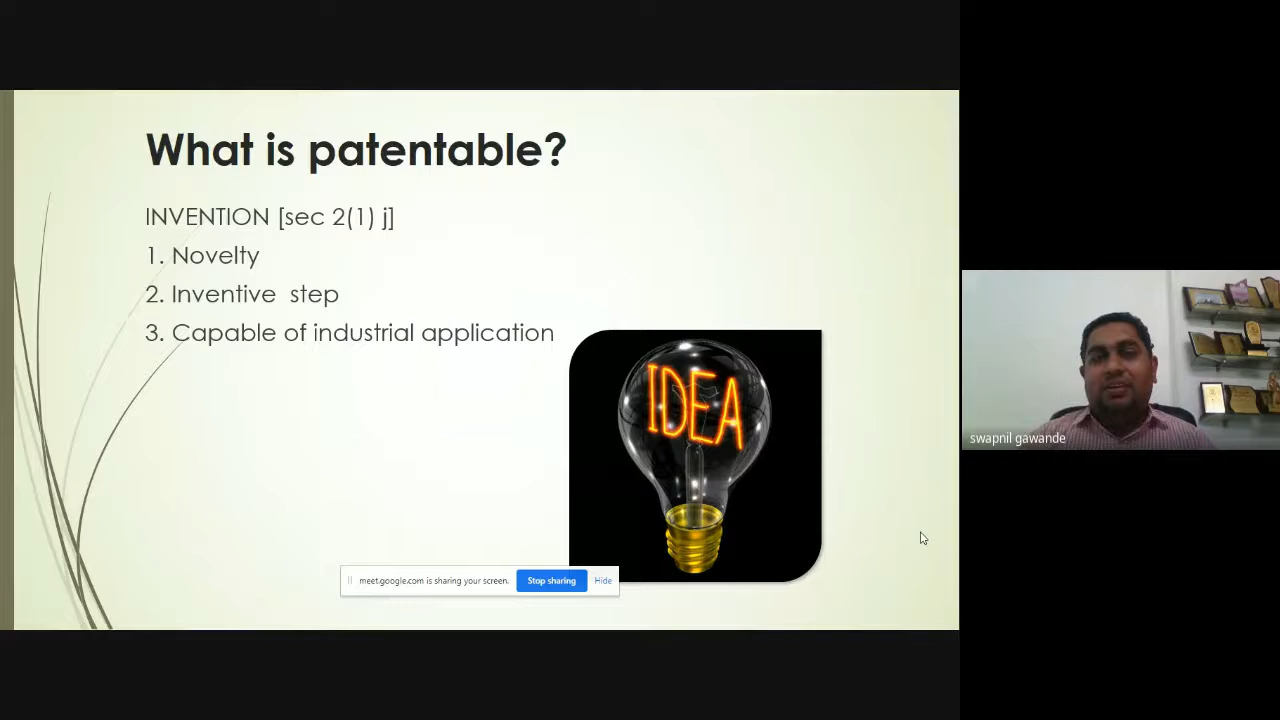 What is patentable?
INVENTION [sec 2(1) j]
1. Novelty
2. Inventive step
3. Capable of industrial application
IDEA
swapnil gawande
meet.google.com is sharing your screen.
Stop sharing
Hide